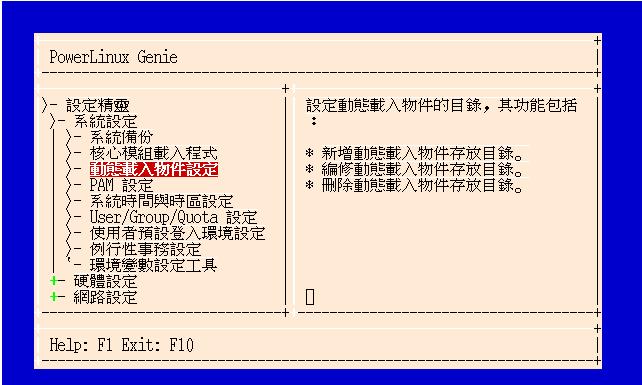 PowerLinux Genie
設定精靈
系統設定
系統備份
核心模組載入程式
動態載入物件設定
PAM 設定
系統時間與時區設定
User/Group/Quota 設定
使用者預設登入環境設定
例行性事務設定
環境變數設定工具
+- 硬體設定
+- 網路設定
設定動態載入物件的目錄，其功能包括
：
* 新增動態載入物件存放目錄。
* 編修動態載入物件存放目錄。
* 刪除動態載入物件存放目錄。
Help: F1 Exit: F10